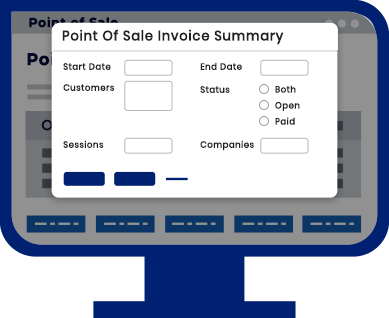 Point of Sale
Point Of Sale Invoice Summary
Poi
Start Date
End Date
Customers
Status
Both
Open
Paid
Sessions
Companies